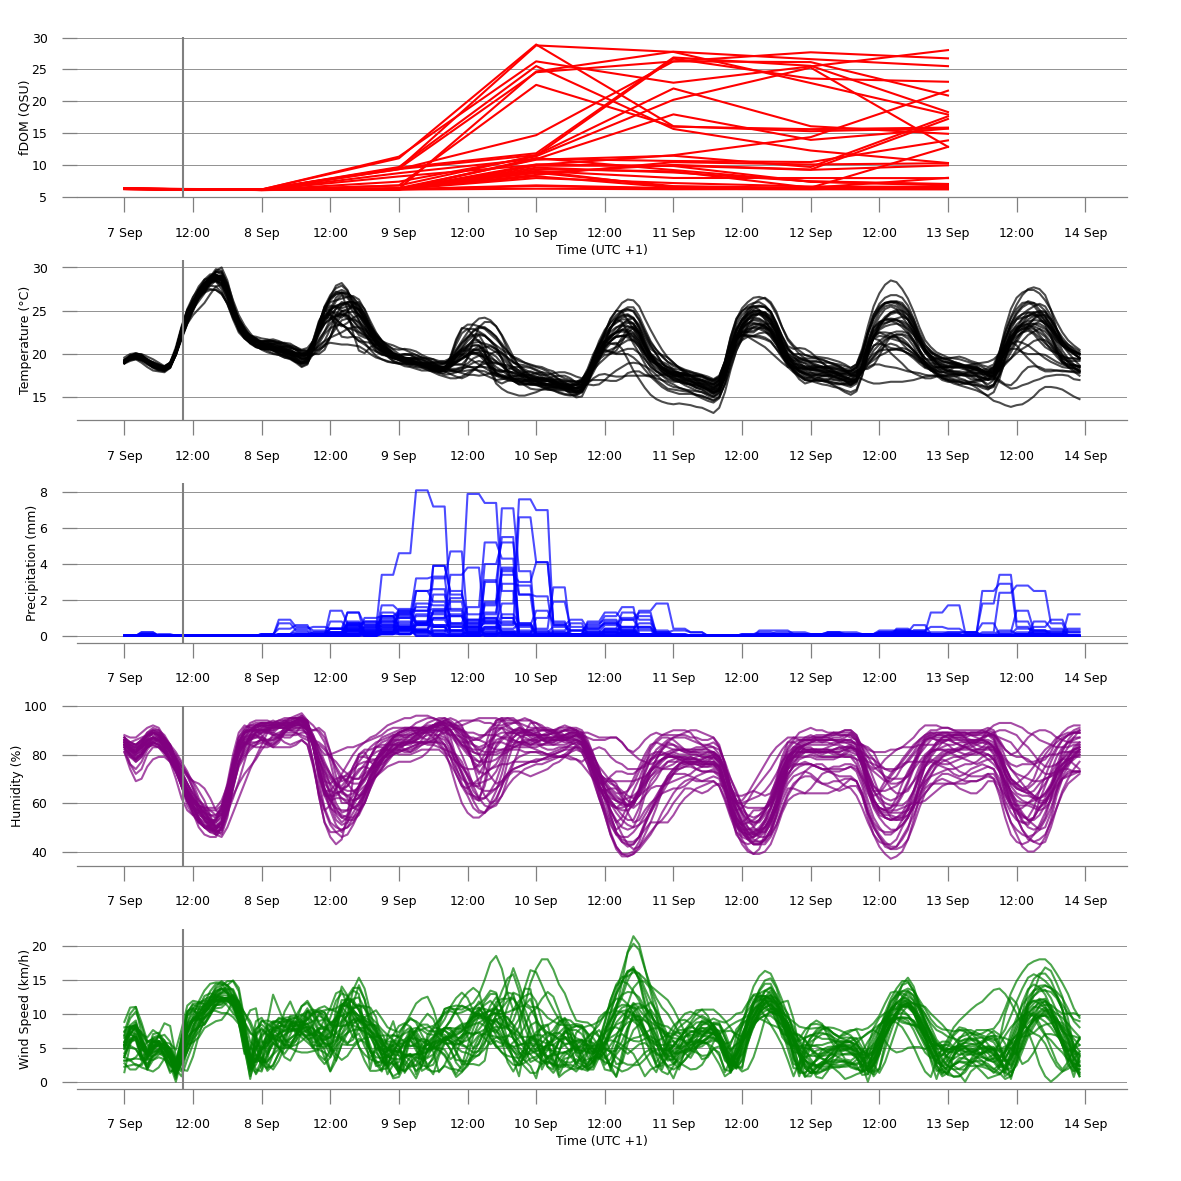 30
25
20
15
10
5
fDOM (QSU)
7 Sep 12:00 8 Sep 12:00 9 Sep 12:00 10 Sep 12:00 11 Sep 12:00 12 Sep 12:00 13 Sep 12:00 14 Sep
Time (UTC +1)
30
25
20
15
Temperature (°C)
7 Sep 12:00 8 Sep 12:00 9 Sep 12:00 10 Sep 12:00 11 Sep 12:00 12 Sep 12:00 13 Sep 12:00 14 Sep
8
6
4
2
0
Precipitation (mm)
7 Sep 12:00 8 Sep 12:00 9 Sep 12:00 10 Sep 12:00 11 Sep 12:00 12 Sep 12:00 13 Sep 12:00 14 Sep
100
80
60
40
Humidity (%)
7 Sep 12:00 8 Sep 12:00 9 Sep 12:00 10 Sep 12:00 11 Sep 12:00 12 Sep 12:00 13 Sep 12:00 14 Sep
20
15
10
5
0
Wind Speed (km/h)
7 Sep 12:00 8 Sep 12:00 9 Sep 12:00 10 Sep 12:00 11 Sep 12:00 12 Sep 12:00 13 Sep 12:00 14 Sep
Time (UTC +1)